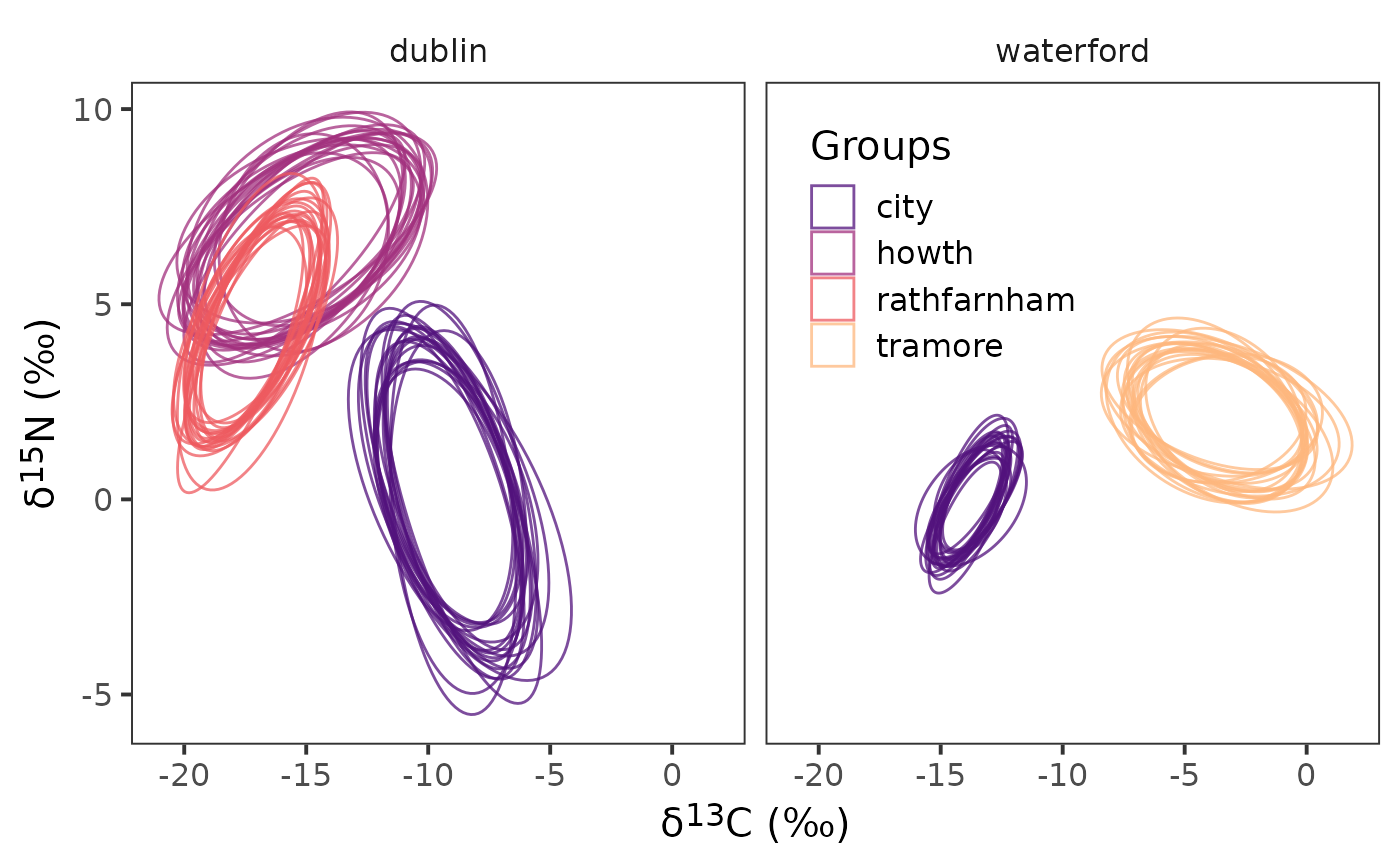 dublin
waterford
Groups
city
howth
rathfarnham
tramore
10
5
0
-5
δ¹⁵N (‰)
-20 -15 -10 -5 0
-20 -15 -10 -5 0
δ¹³C (‰)